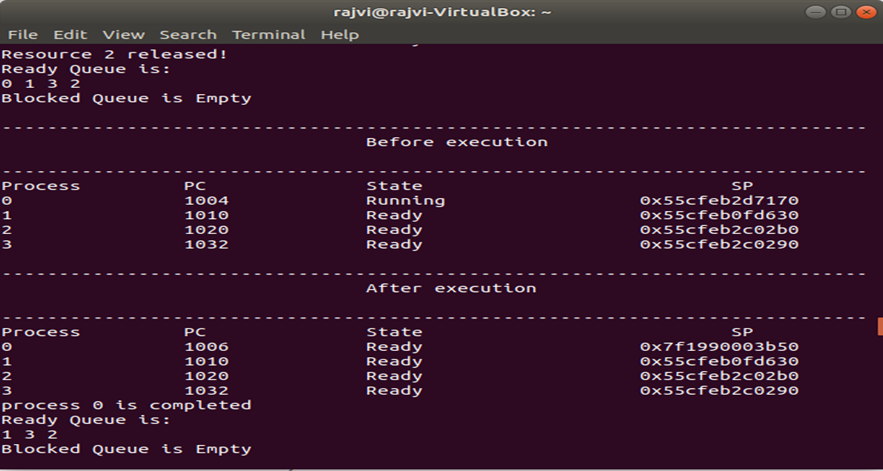 rajvi@rajvi-VirtualBox: ~
File Edit View Search Terminal Help
Resource 2 released!
Ready Queue is:
0 1 3 2
Blocked Queue is Empty
--------------------------------------------------------------------------
Before execution
--------------------------------------------------------------------------
Process PC State SP
0 1004 Running 0x55cfeb2d7170
1 1010 Ready 0x55cfeb0fd630
2 1020 Ready 0x55cfeb2c02b0
3 1032 Ready 0x55cfeb2c0290
--------------------------------------------------------------------------
After execution
--------------------------------------------------------------------------
Process PC State SP
0 1006 Ready 0x7f1990003b50
1 1010 Ready 0x55cfeb0fd630
2 1020 Ready 0x55cfeb2c02b0
3 1032 Ready 0x55cfeb2c0290
process 0 is completed
Ready Queue is:
1 3 2
Blocked Queue is Empty